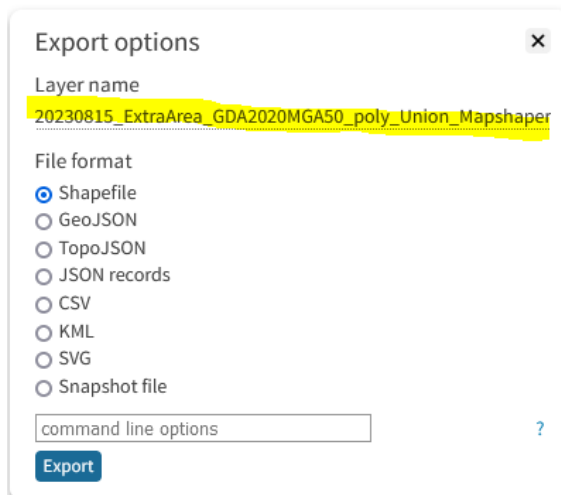 Export options
×
Layer name
20230815_ExtraArea_GDA2020MGA50_poly_Union_Mapshaper
File format
Shapefile
GeoJSON
TopoJSON
JSON records
CSV
KML
SVG
Snapshot file
command line options ?
Export